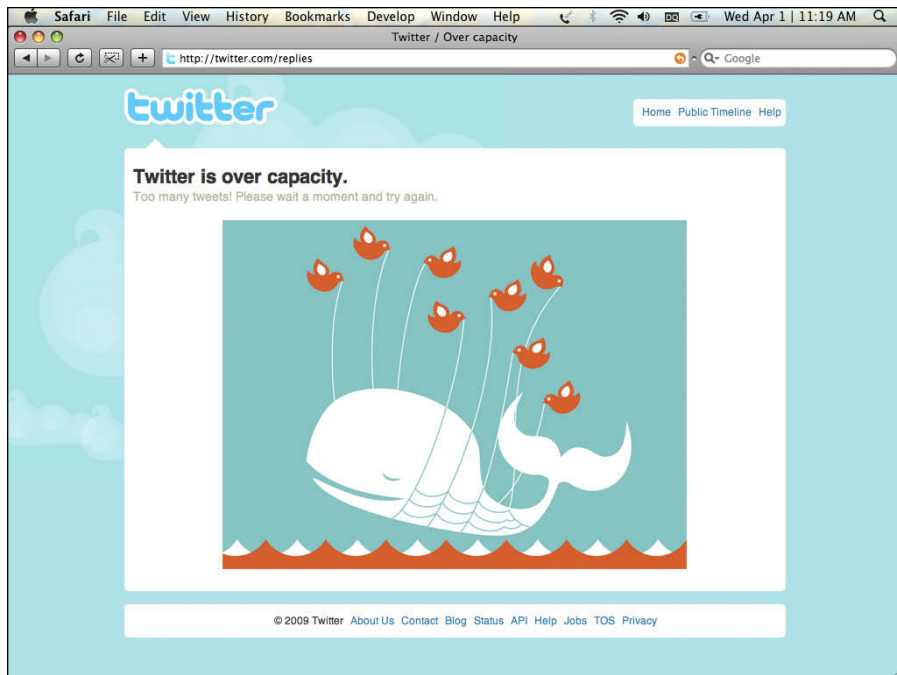 Safari File Edit View History Bookmarks Develop Window Help Wed Apr 1 | 11:19 AM
Twitter / Over capacity
http://twitter.com/replies Google
twitter
Home Public Timeline Help
Twitter is over capacity.
Too many tweets! Please wait a moment and try again.
© 2009 Twitter About Us Contact Blog Status API Help Jobs TOS Privacy